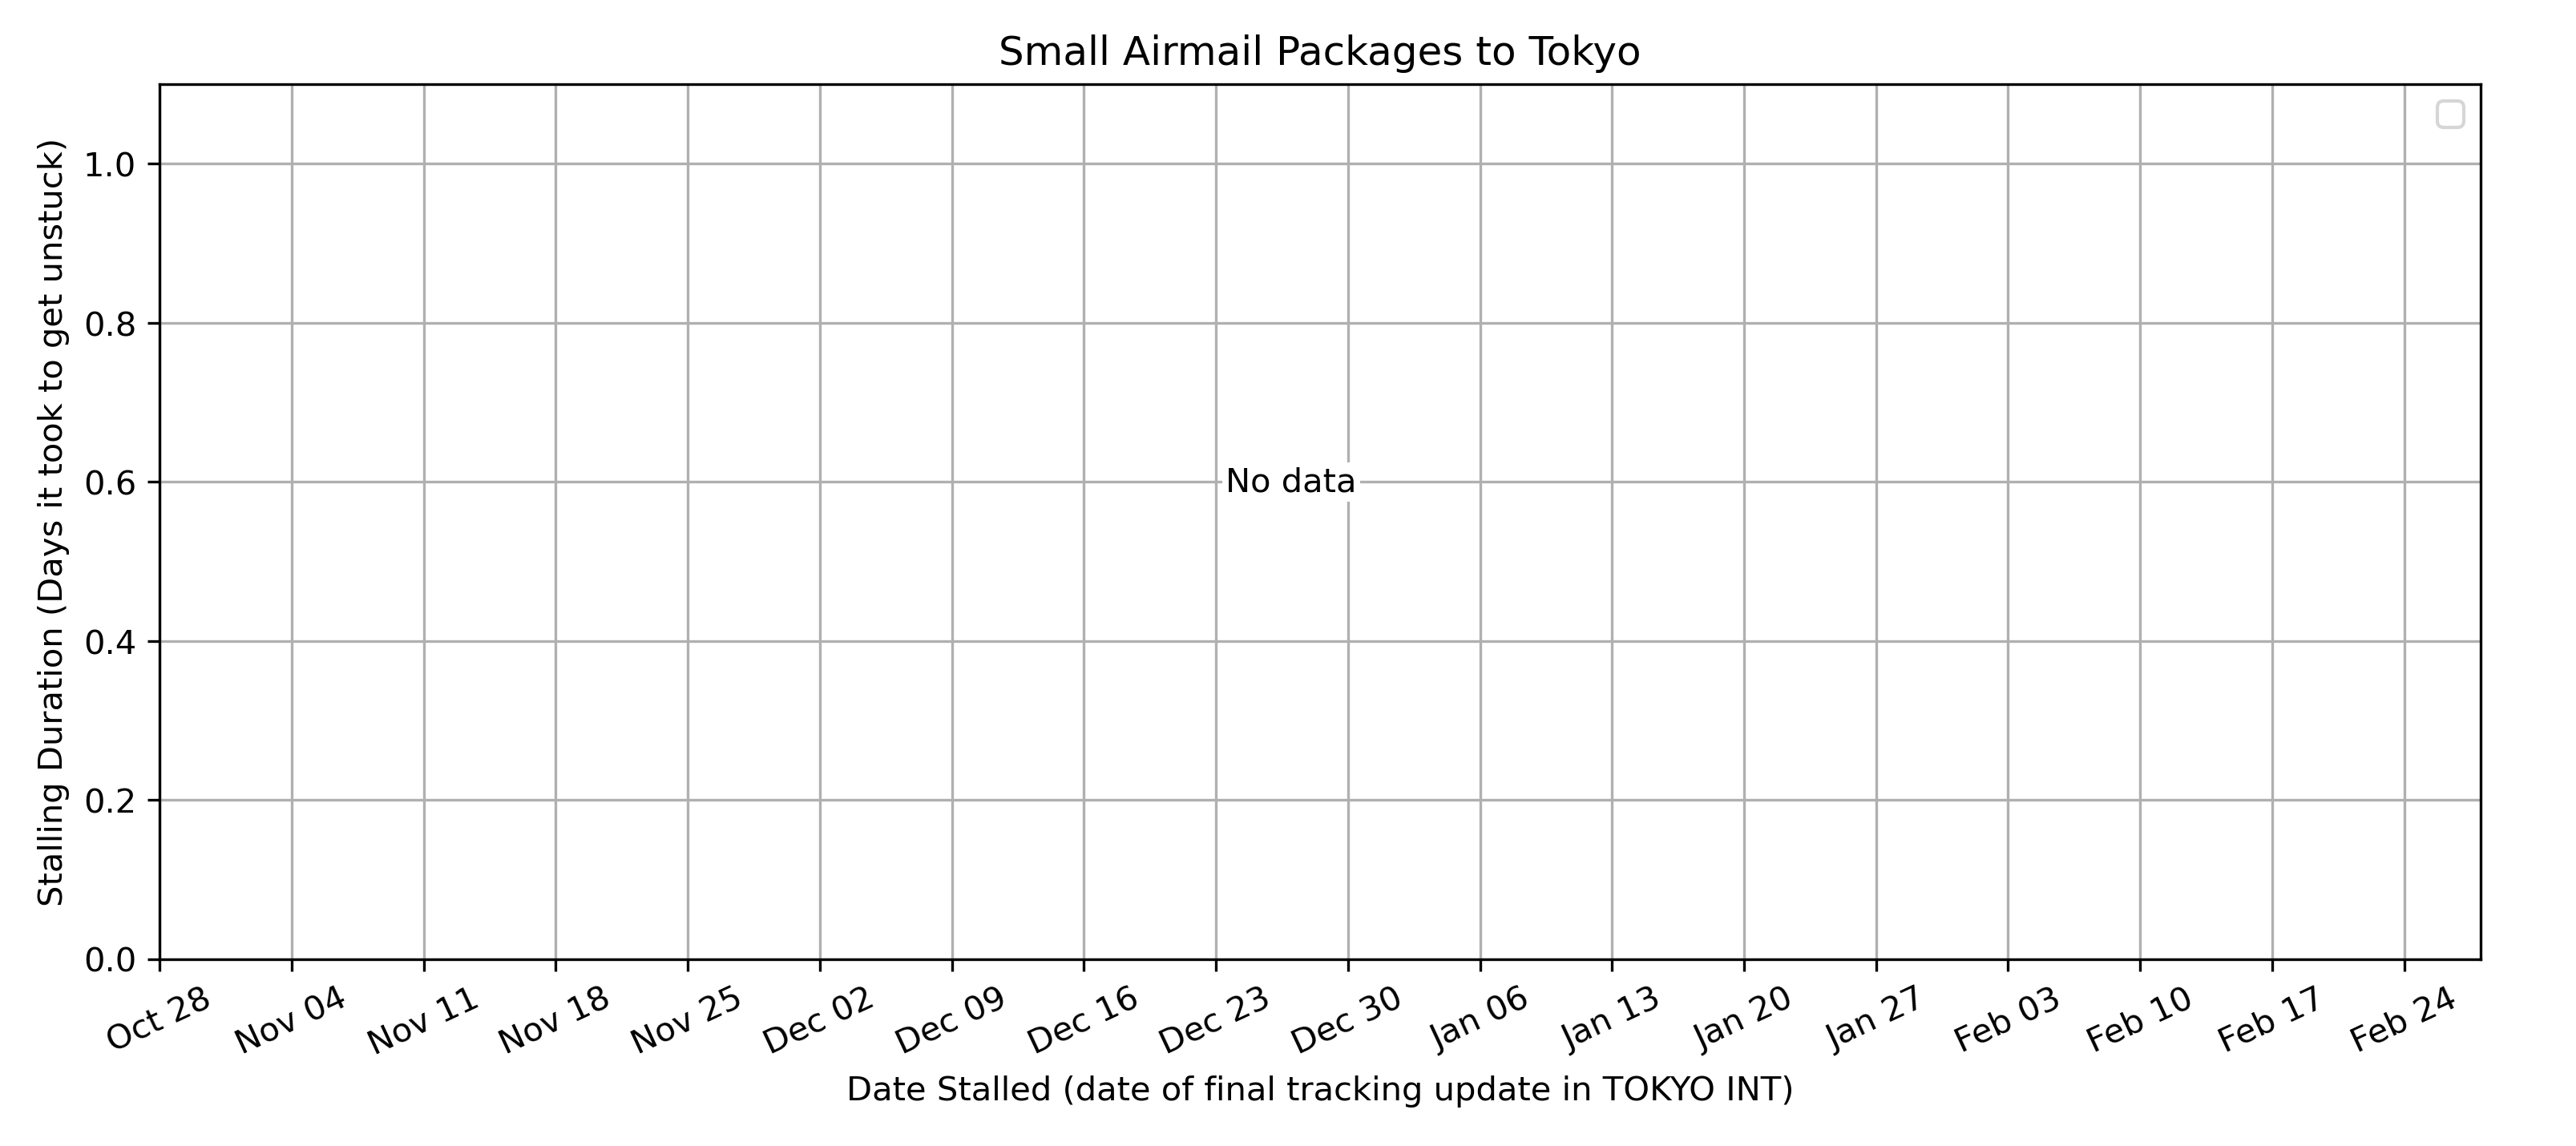 Small Airmail Packages to Tokyo
Stalling Duration (Days it took to get unstuck)
1.0
0.8
0.6
0.4
0.2
0.0
No data
Oct 28
Nov 04
Nov 11
Nov 18
Nov 25
Dec 02
Dec 09
Dec 16
Dec 23
Dec 30
Jan 06
Jan 13
Jan 20
Jan 27
Feb 03
Feb 10
Feb 17
Feb 24
Date Stalled (date of final tracking update in TOKYO INT)